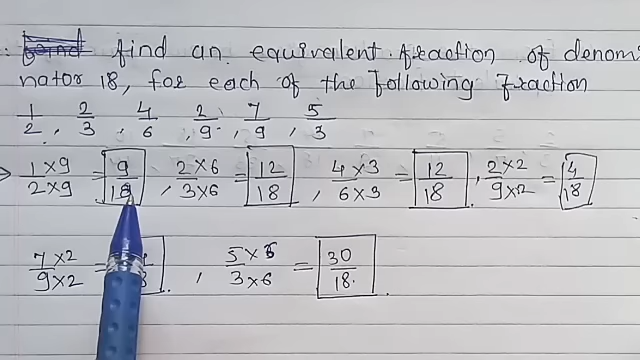 find an equivalent fraction of denomi
nator 18, for each of the following fraction
1/2, 2/3, 4/6, 2/9, 7/9, 5/3
1×9/2×9 = 9/18, 2×6/3×6 = 12/18, 4×3/6×3 = 12/18, 2×2/9×2 = 4/18
7×2/9×2 = , 5×6/3×6 = 30/18.